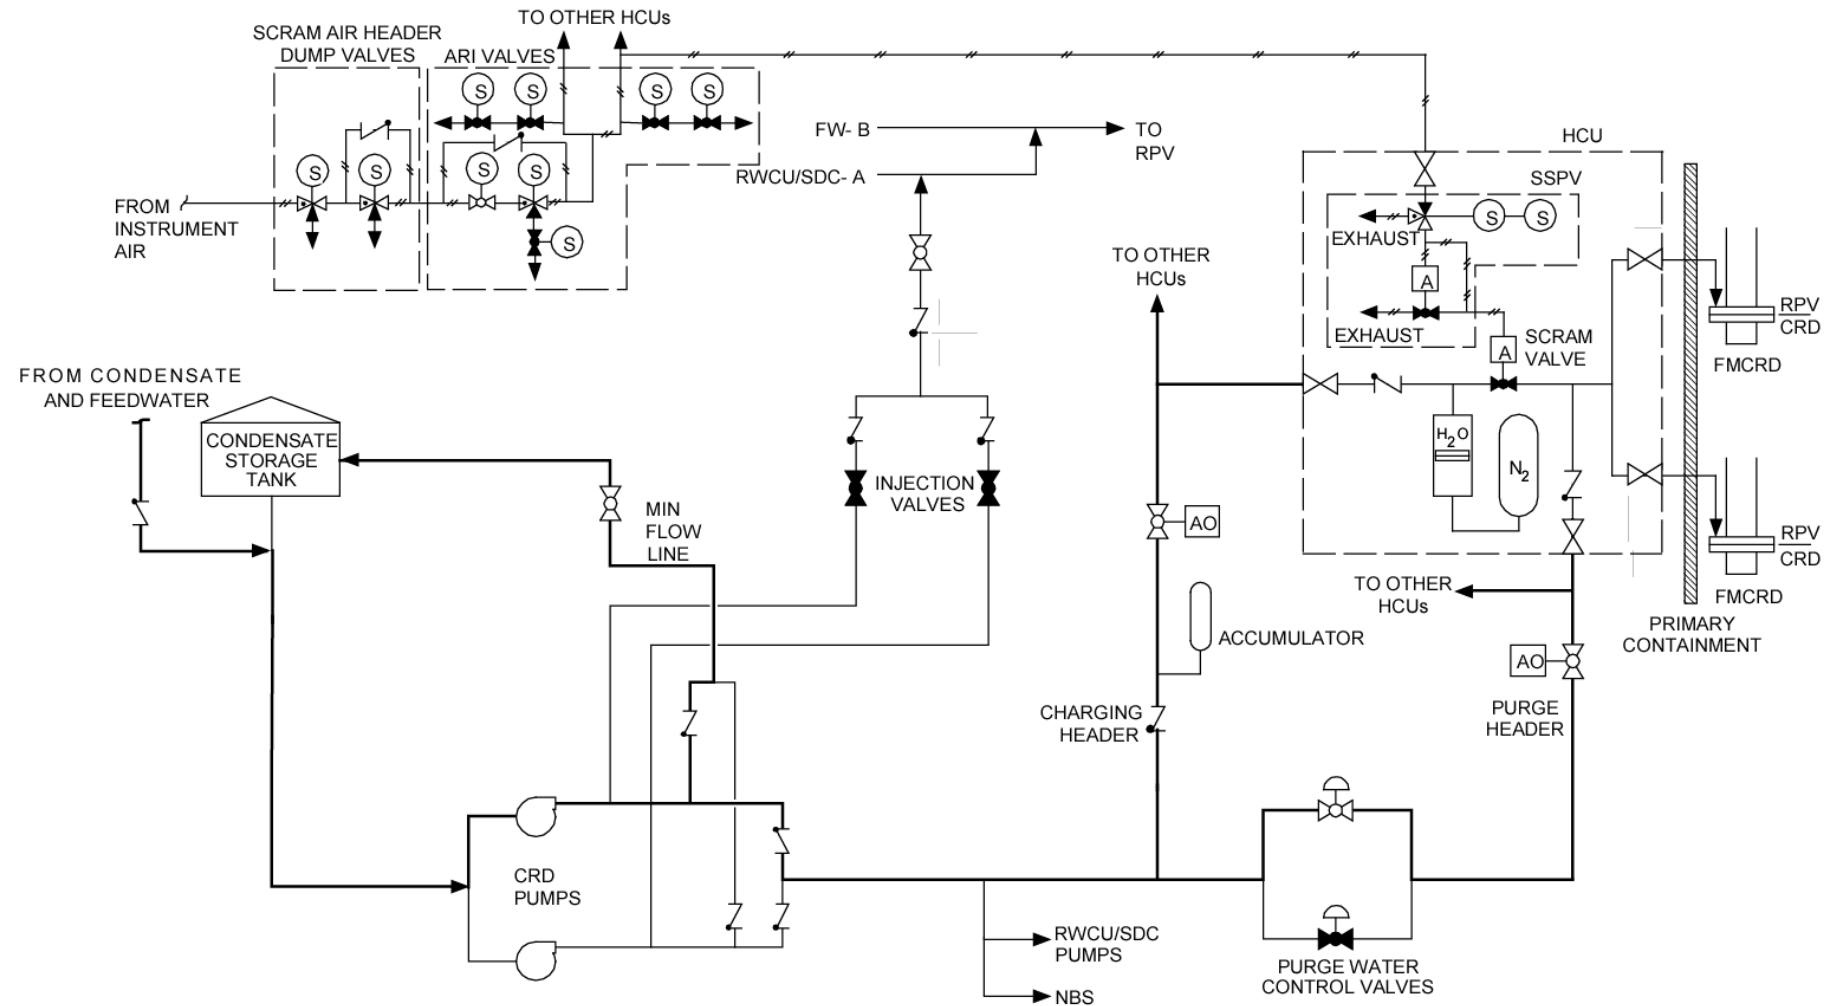 TO OTHER HCUs
SCRAM AIR HEADER
DUMP VALVES
ARI VALVES
S
S
S
S
S
S
S
S
S
FROM
INSTRUMENT
AIR
FW- B
TO
RPV
RWCU/SDC- A
HCU
SSPV
S
S
EXHAUST
A
EXHAUST
SCRAM
VALVE
A
RPV
CRD
FMCRD
TO OTHER
HCUs
FROM CONDENSATE
AND FEEDWATER
CONDENSATE
STORAGE
TANK
MIN
FLOW
LINE
INJECTION
VALVES
AO
H2O
N2
RPV
CRD
FMCRD
TO OTHER
HCUs
PRIMARY
CONTAINMENT
ACCUMULATOR
AO
CHARGING
HEADER
PURGE
HEADER
CRD
PUMPS
RWCU/SDC
PUMPS
NBS
PURGE WATER
CONTROL VALVES